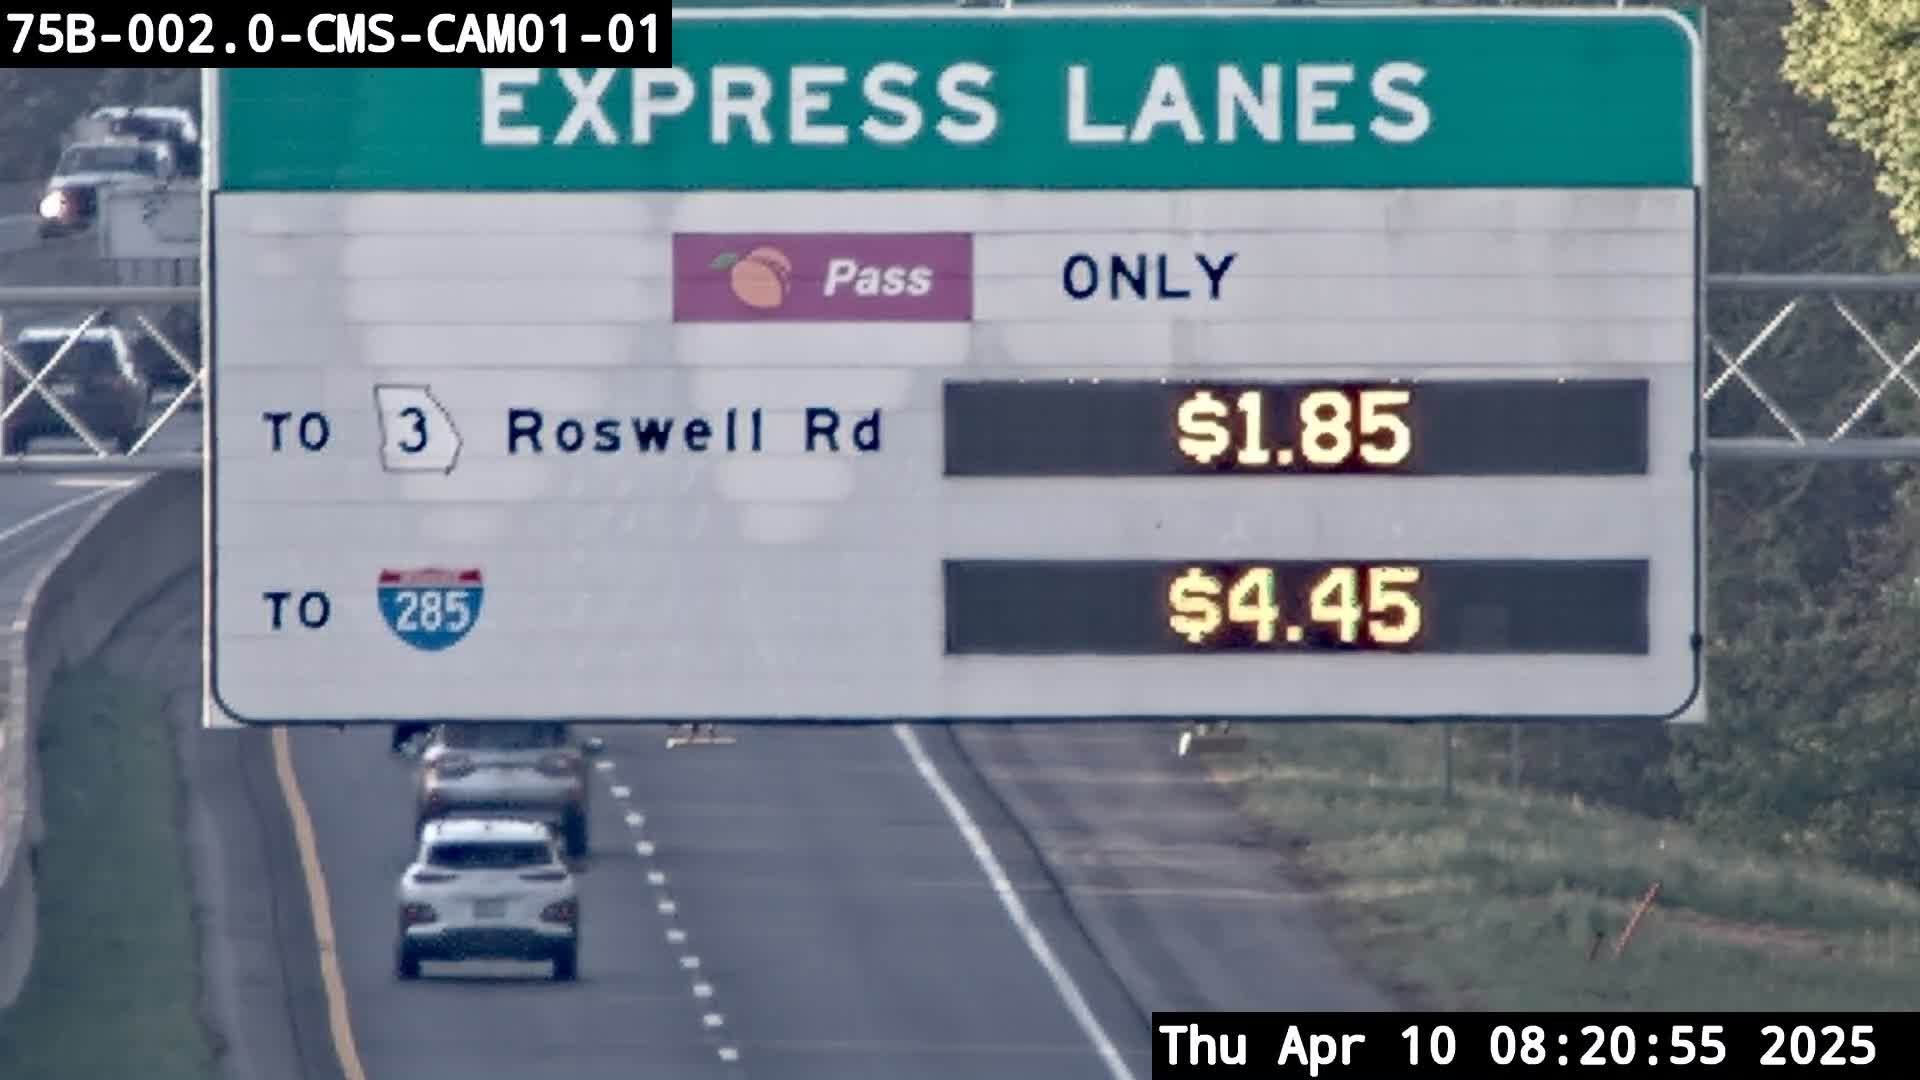 75B-002.0-CMS-CAM01-01
EXPRESS LANES
Pass ONLY
TO 3 Roswell Rd $1.85
TO 285 $4.45
Thu Apr 10 08:20:55 2025